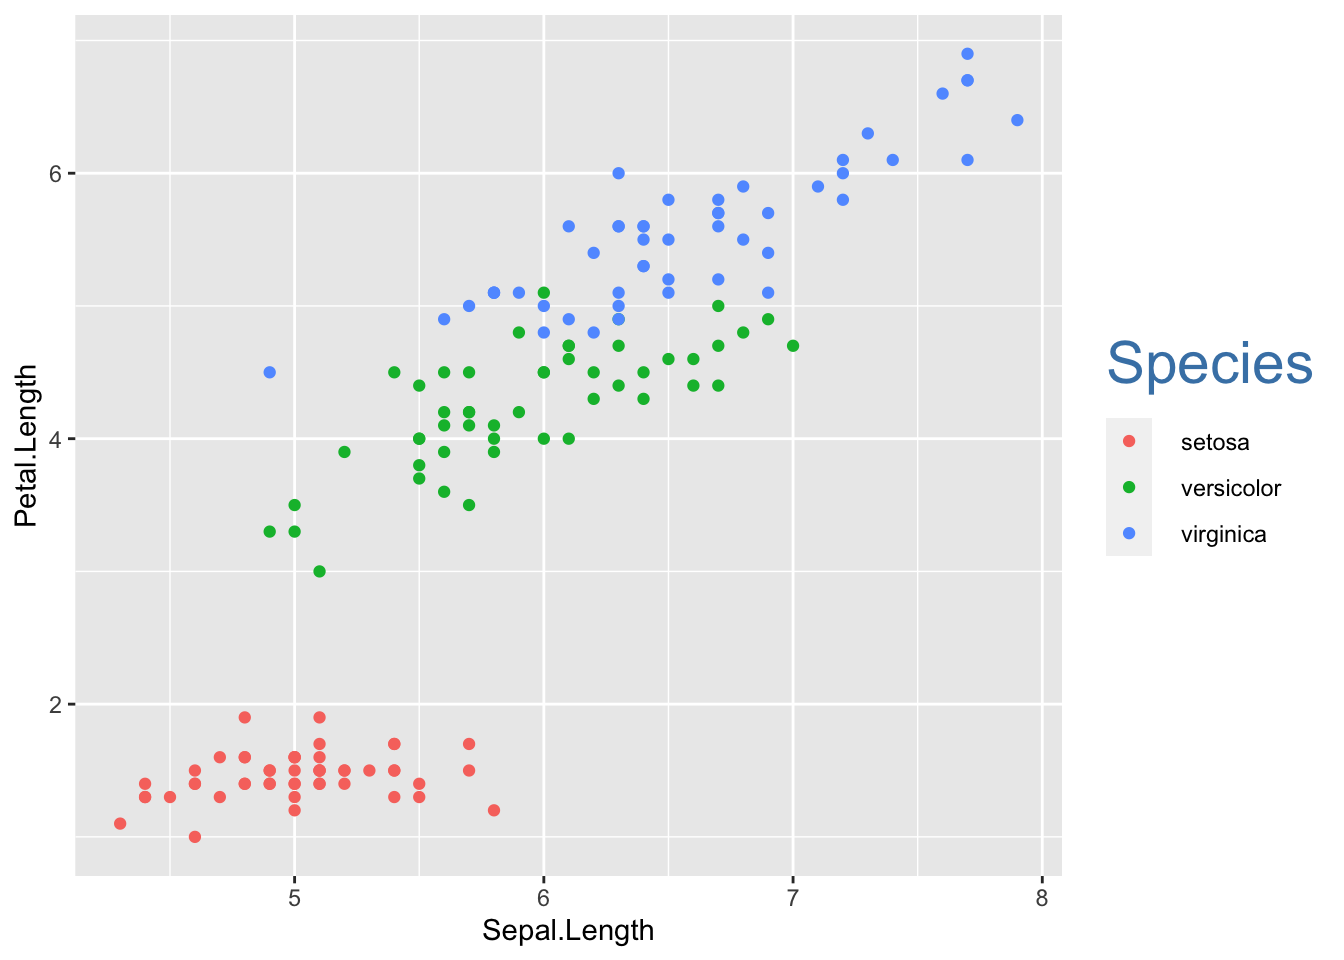 6
4
2
Petal.Length
5 6 7 8
Sepal.Length
Species
setosa
versicolor
virginica